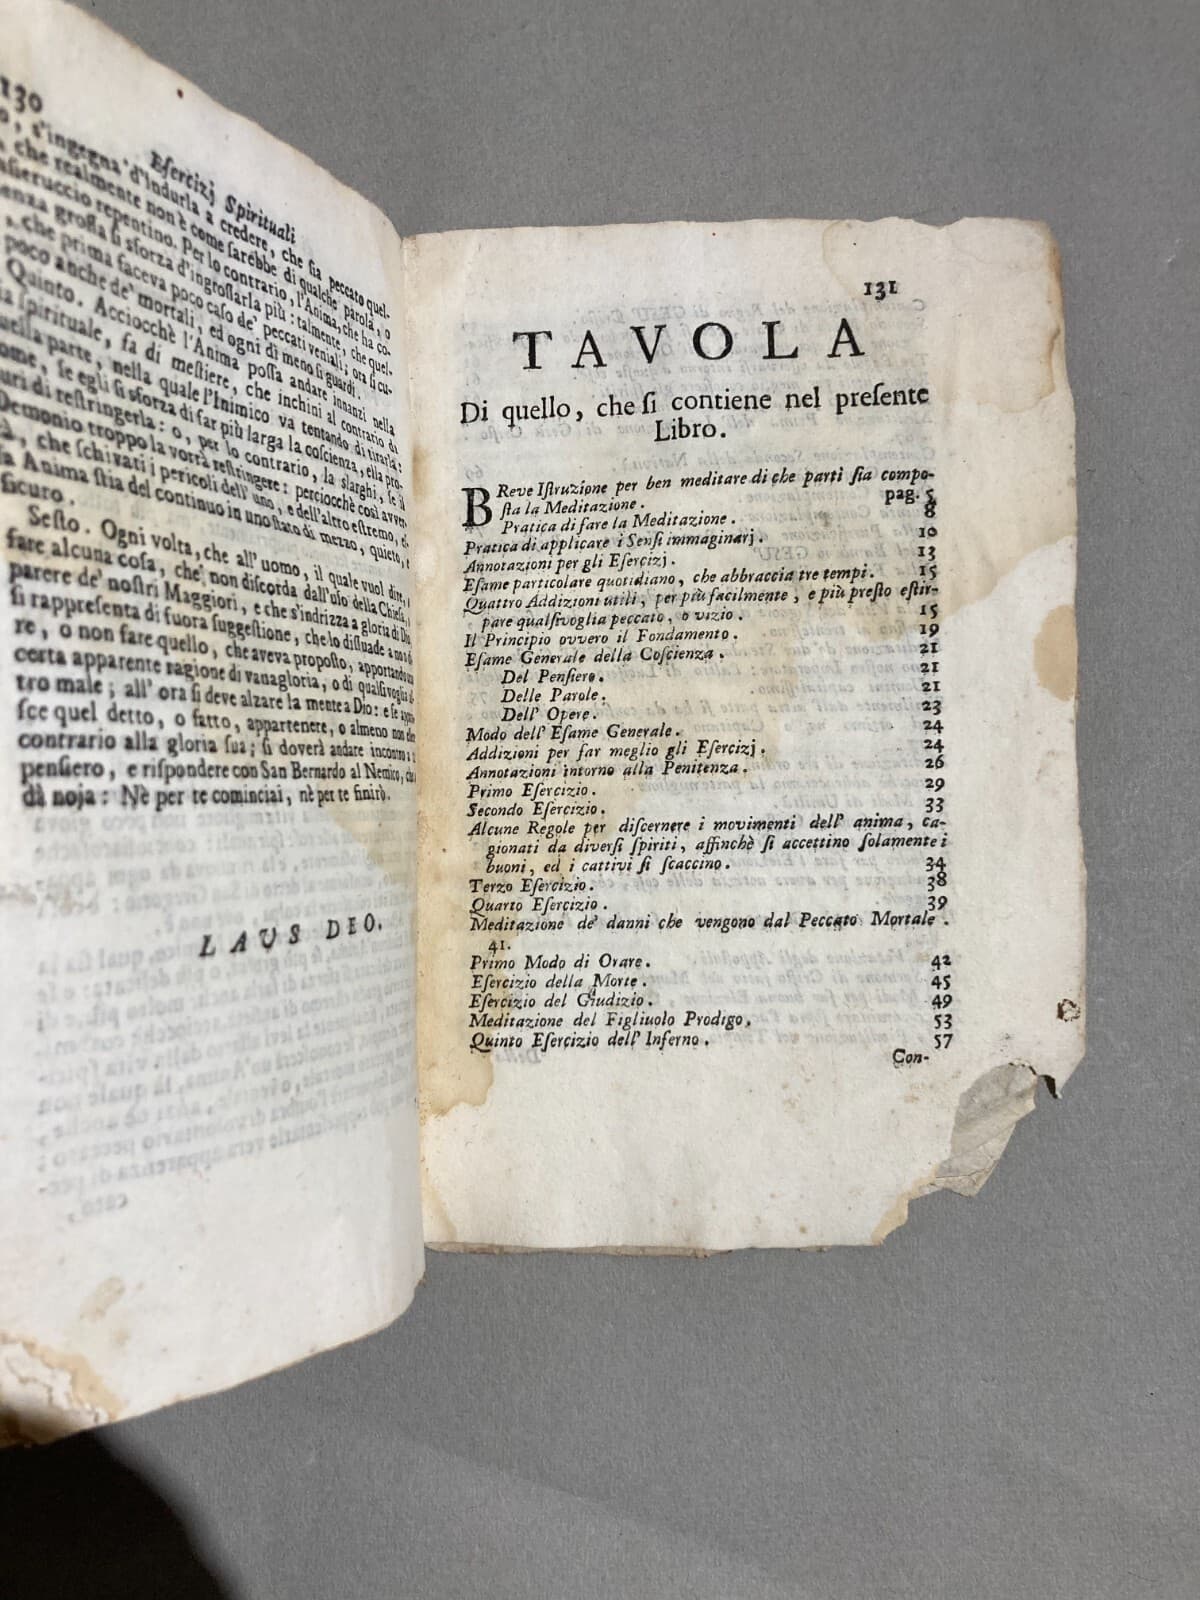 130
Eſercizj Spirituali
o, s'ingegna d'indurla a credere, che ſia peccato quel-
che realmente non è come ſarebbe di qualche parola, o
penſieruccio repentino. Per lo contrario, l'Anima, che ha co-
ſcienza groſſa ſi sforza d'ingroſſarla più: talmente, che quel-
, che prima faceva poco caſo de' peccati veniali; ora ſi cu-
poco anche de' mortali, ed ogni dì meno ſi guardi.
Quinto. Acciocchè l'Anima poſſa andare innanzi nella
ſpirituale, fa di meſtiere, che inchini al contrario di
quella parte, nella quale l'Inimico va tentando di tirarla:
ome, ſe egli ſi sforza di far più larga la coſcienza, ella pro-
curi di reſtringerla: o, per lo contrario, la slarghi, ſe il
Demonio troppo la vorrà reſtringere: perciocchè così avver-
rà, che ſchivati i pericoli dell' uno, e dell'altro eſtremo, e
la Anima ſtia del continuo in uno ſtato di mezzo, quieto, e
ſicuro.
Seſto. Ogni volta, che all' uomo, il quale vuol dire, o
fare alcuna coſa, che non diſcorda dall'uſo della Chieſa,
parere de' noſtri Maggiori, e che s'indrizza a gloria di Dio,
ſi rappreſenta di fuora ſuggeſtione, che lo diſſuade a non di-
re, o non fare quello, che aveva propoſto, apportando una
certa apparente ragione di vanagloria, o di qualſivoglia al-
tro male; all' ora ſi deve alzare la mente a Dio: e ſe appari-
ſce quel detto, o fatto, appartenere, o almeno non eſſer
contrario alla gloria ſua; ſi doverà andare incontro a tal
penſiero, e riſpondere con San Bernardo al Nemico, che
dà noja: Nè per te cominciai, nè per te finirò.
LAVS DEO.
131
TAVOLA
Di quello, che ſi contiene nel preſente
Libro.
BReve Iſtruzione per ben meditare di che parti ſia compo-
ſta la Meditazione. pag. 5
Pratica di fare la Meditazione. 8
Pratica di applicare i Senſi immaginarj. 10
Annotazioni per gli Eſercizj. 13
Eſame particolare quotidiano, che abbraccia tre tempi. 15
Quattro Addizioni utili, per più facilmente, e più preſto eſtir-
pare qualſivoglia peccato, o vizio. 15
Il Principio ovvero il Fondamento. 19
Eſame Generale della Coſcienza. 21
Del Penſiero. 21
Delle Parole. 21
Dell' Opere. 23
Modo dell' Eſame Generale. 24
Addizioni per far meglio gli Eſercizj. 24
Annotazioni intorno alla Penitenza. 26
Primo Eſercizio. 29
Secondo Eſercizio. 33
Alcune Regole per diſcernere i movimenti dell' anima, ca-
gionati da diverſi ſpiriti, affinchè ſi accettino ſolamente i
buoni, ed i cattivi ſi ſcaccino. 34
Terzo Eſercizio. 38
Quarto Eſercizio. 39
Meditazione de' danni che vengono dal Peccato Mortale.
41.
Primo Modo di Orare. 42
Eſercizio della Morte. 45
Eſercizio del Giudizio. 49
Meditazione del Figliuolo Prodigo. 53
Quinto Eſercizio dell' Inferno. 57
Con-